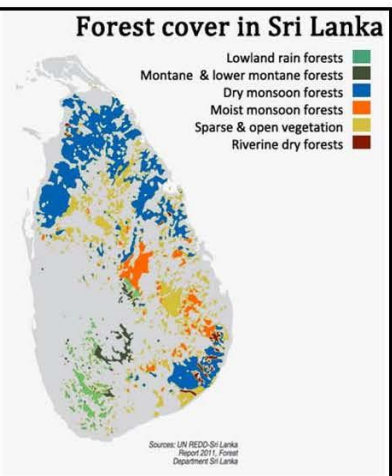 Forest cover in Sri Lanka
Lowland rain forests
Montane & lower montane forests
Dry monsoon forests
Moist monsoon forests
Sparse & open vegetation
Riverine dry forests
Sources: UN REDD-Sri Lanka
Report 2011, Forest
Department Sri Lanka